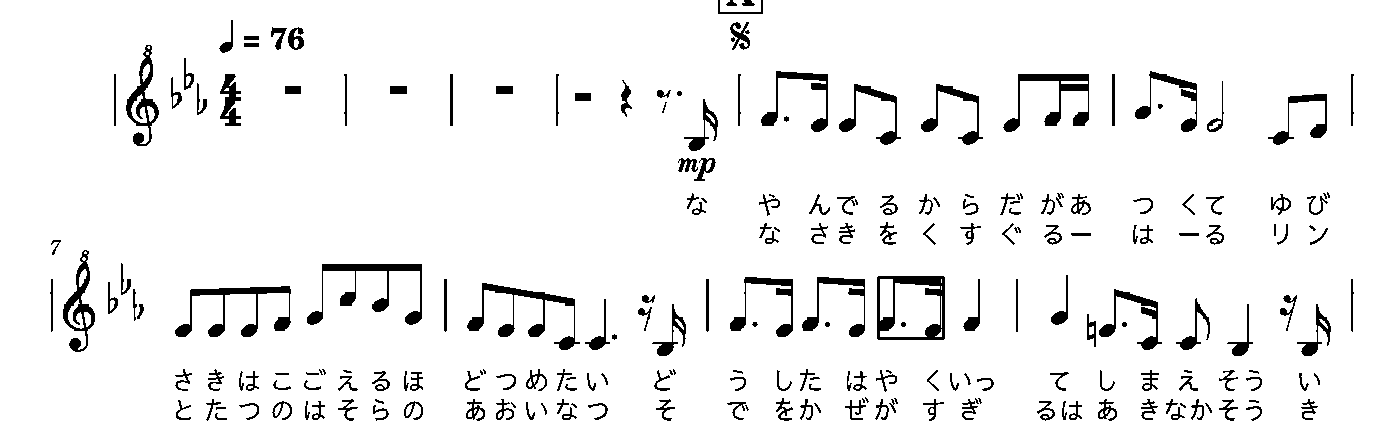 8
♩ = 76
mp
な や んで る か ら だ があ つ くて ゆ び
な さき を く す ぐ るー は ーる リ ン
7
8
さ き は こ ご え る ほ ど つ め た い ど う した はや くいっ て し ま え そう い
と た つ の は そ ら の あ お い な つ そ で をか ぜが す ぎ るは あ きなか そう き